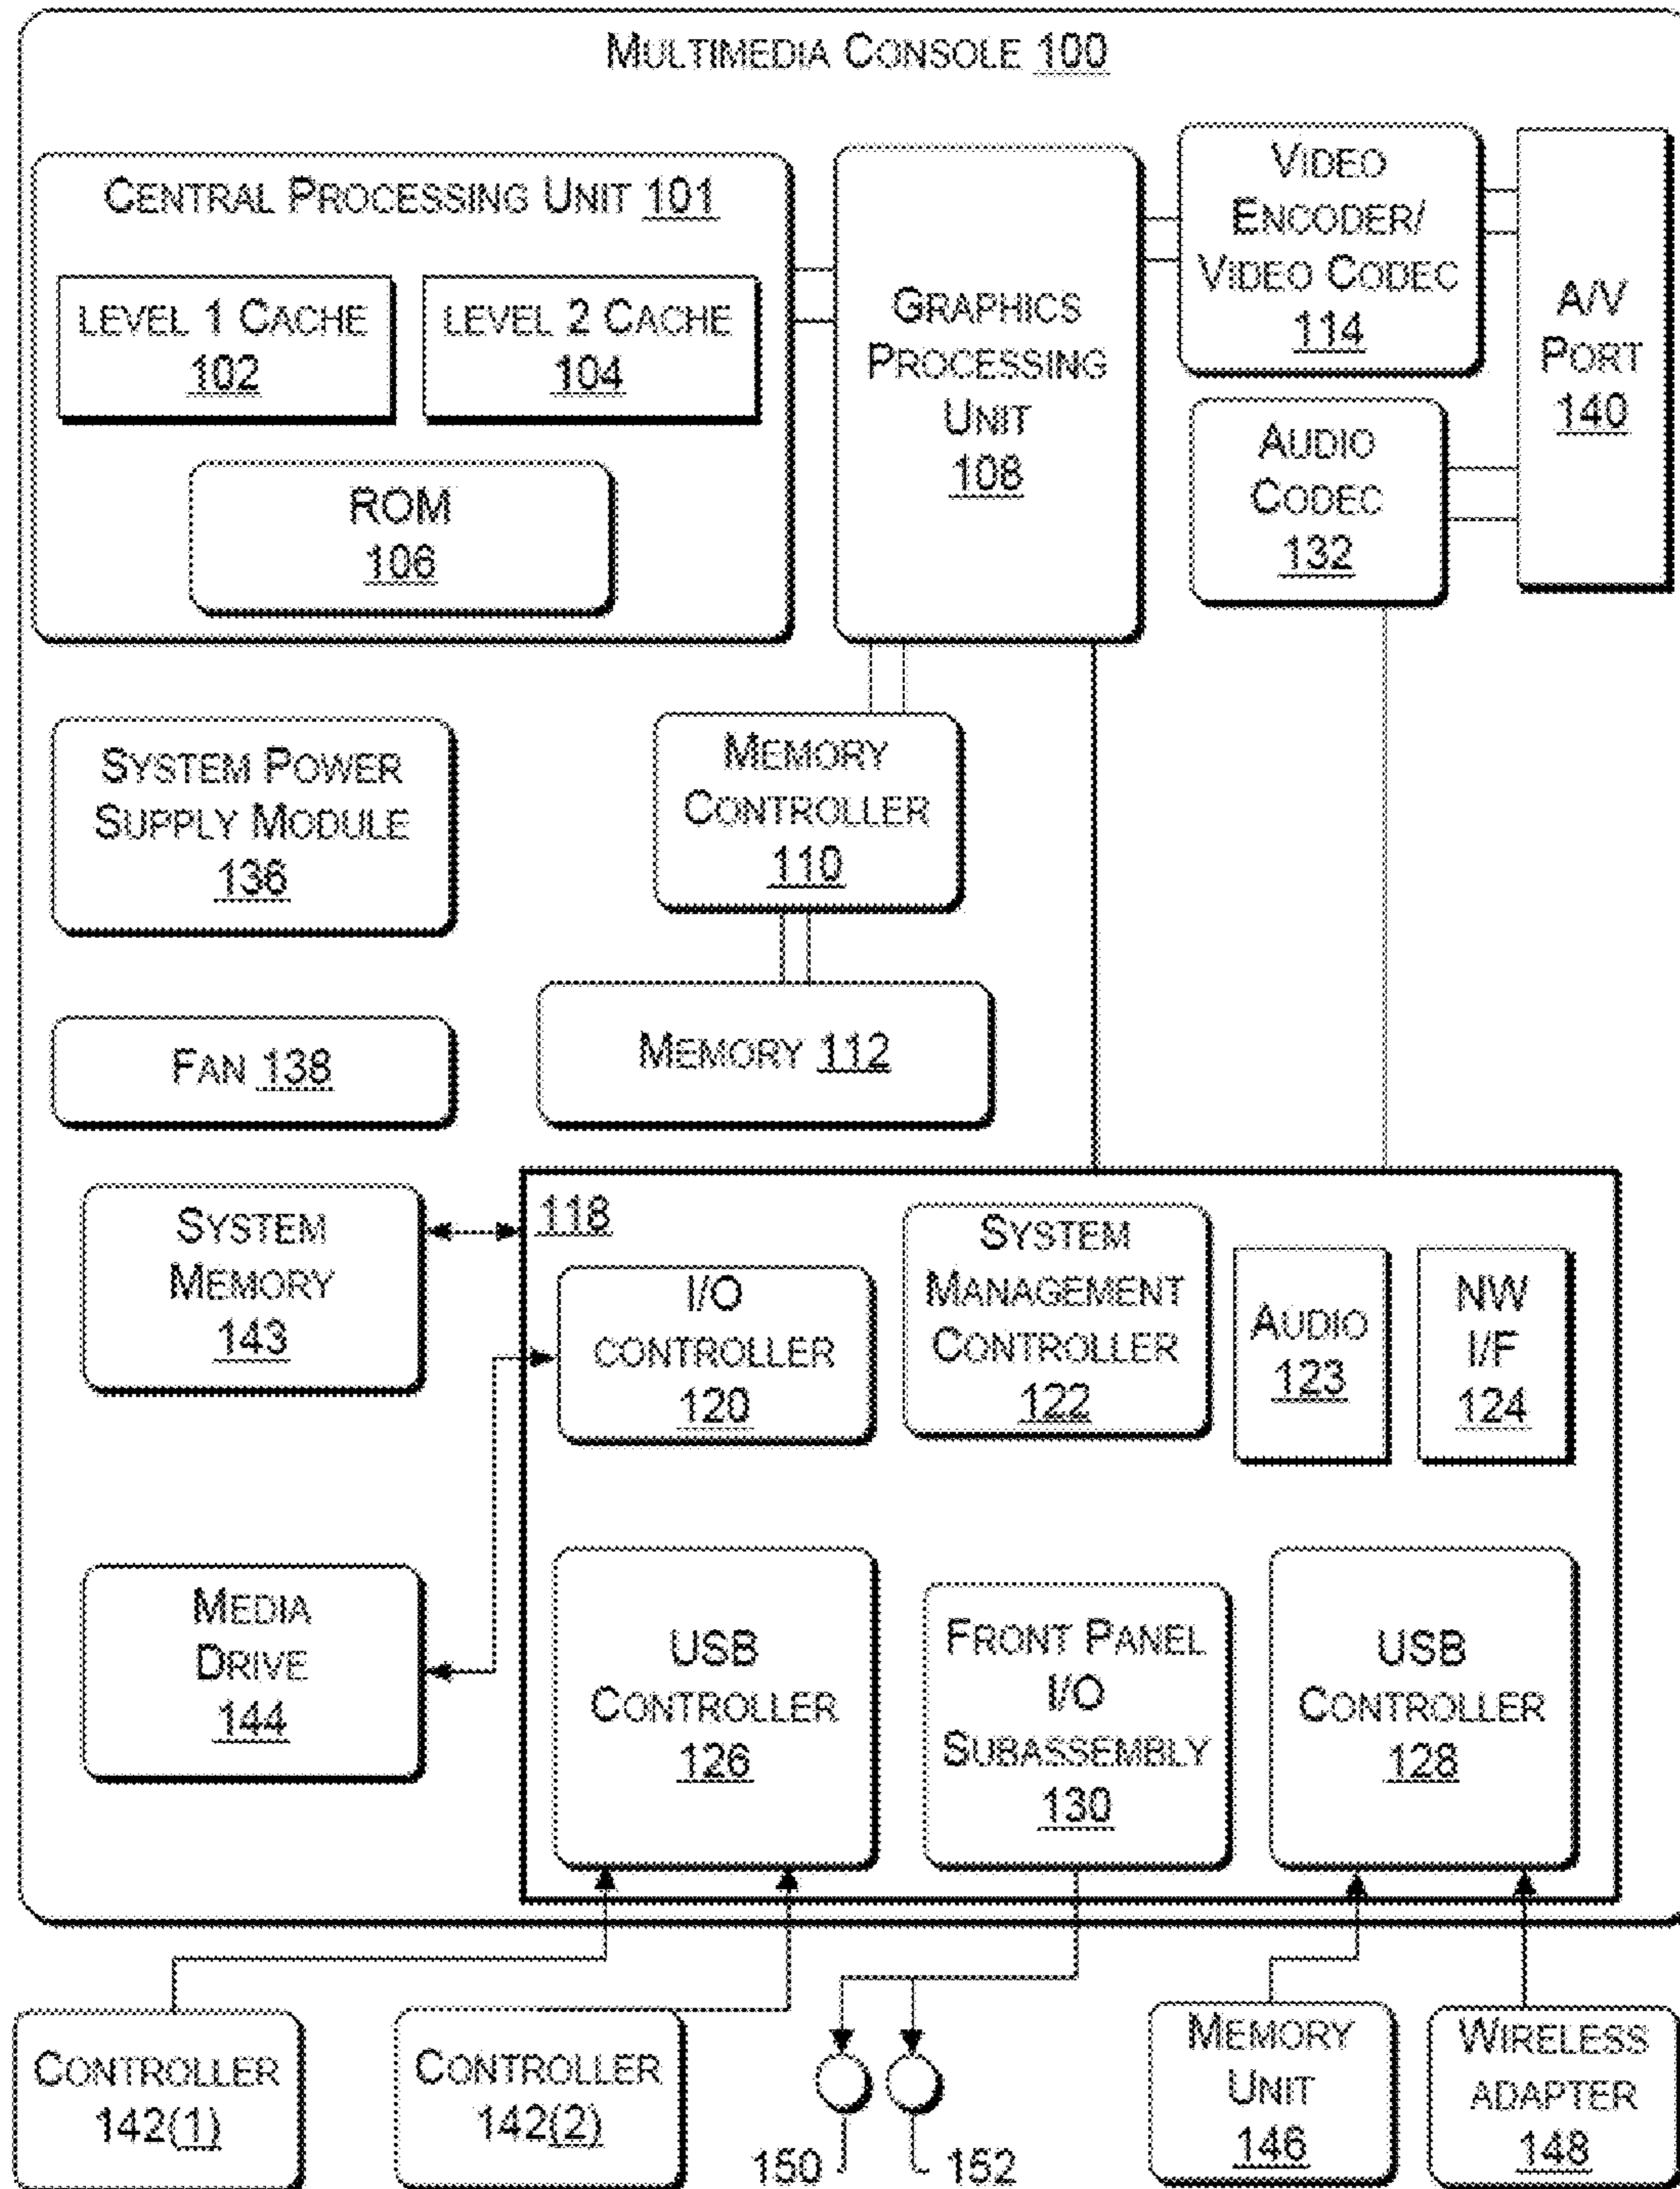 MULTIMEDIA CONSOLE 100
CENTRAL PROCESSING UNIT 101
LEVEL 1 CACHE
102
LEVEL 2 CACHE
104
ROM
106
GRAPHICS
PROCESSING
UNIT
108
VIDEO
ENCODER/
VIDEO CODEC
114
A/V
PORT
140
AUDIO
CODEC
132
SYSTEM POWER
SUPPLY MODULE
136
MEMORY
CONTROLLER
110
FAN 138
MEMORY 112
SYSTEM
MEMORY
143
118
I/O
CONTROLLER
120
SYSTEM
MANAGEMENT
CONTROLLER
122
AUDIO
123
NW
I/F
124
MEDIA
DRIVE
144
USB
CONTROLLER
126
FRONT PANEL
I/O
SUBASSEMBLY
130
USB
CONTROLLER
128
CONTROLLER
142(1)
CONTROLLER
142(2)
150
152
MEMORY
UNIT
146
WIRELESS
ADAPTER
148